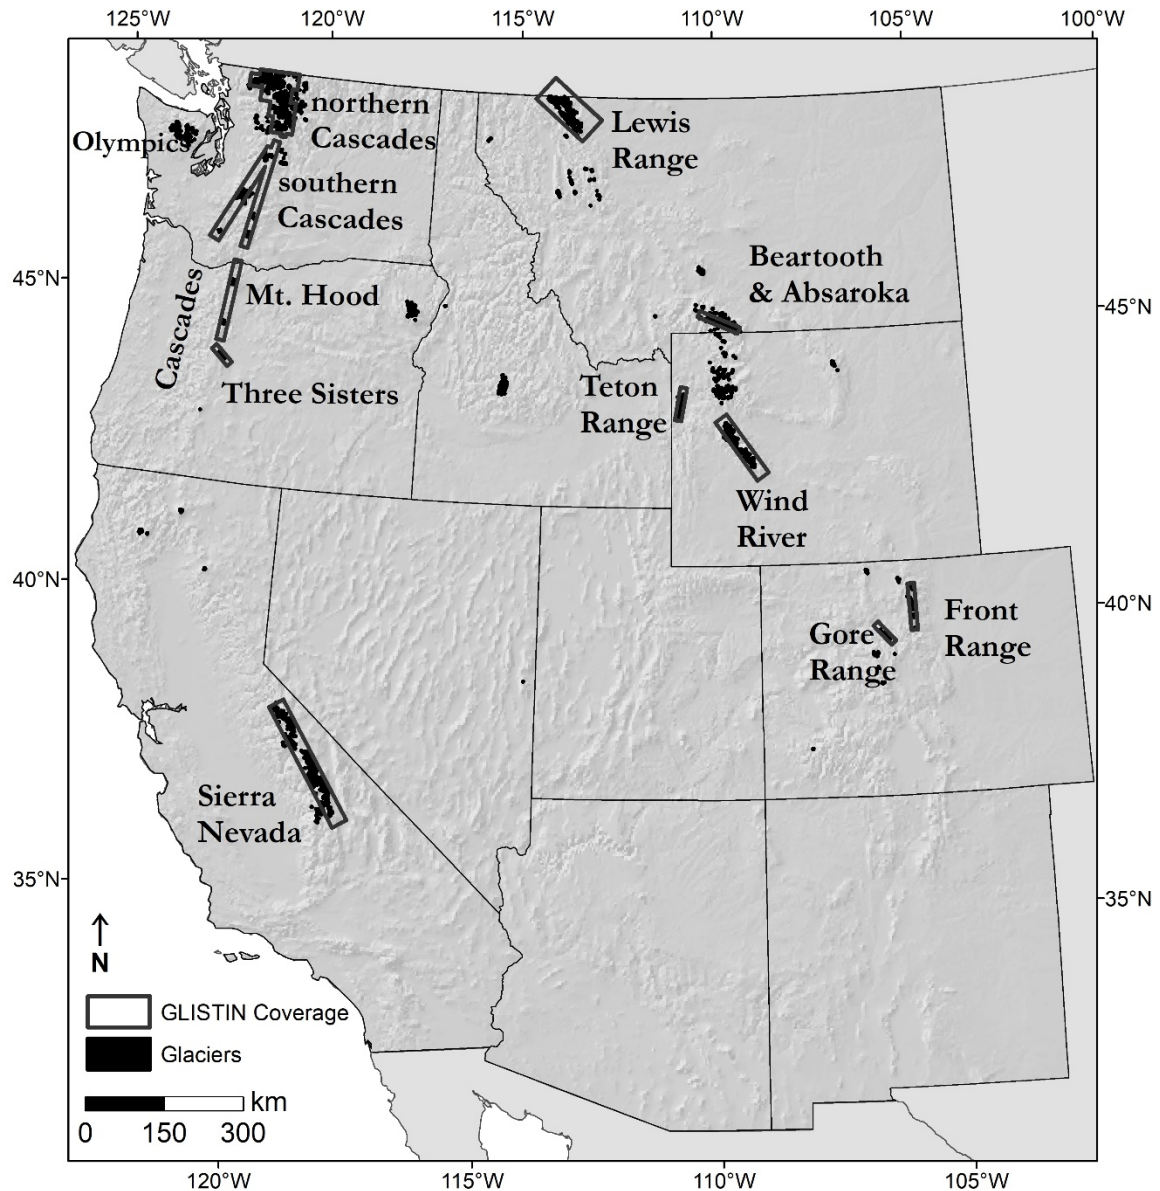 125°W 120°W 115°W 110°W 105°W 100°W
northern
Cascades
Olympics
Lewis
Range
southern
Cascades
Beartooth
& Absaroka
45°N
Mt. Hood
45°N
Cascades
Teton
Range
Three Sisters
Wind
River
40°N
40°N
Front
Range
Gore
Range
Sierra
Nevada
35°N
35°N
N
GLISTIN Coverage
Glaciers
km
0 150 300
120°W 115°W 110°W 105°W